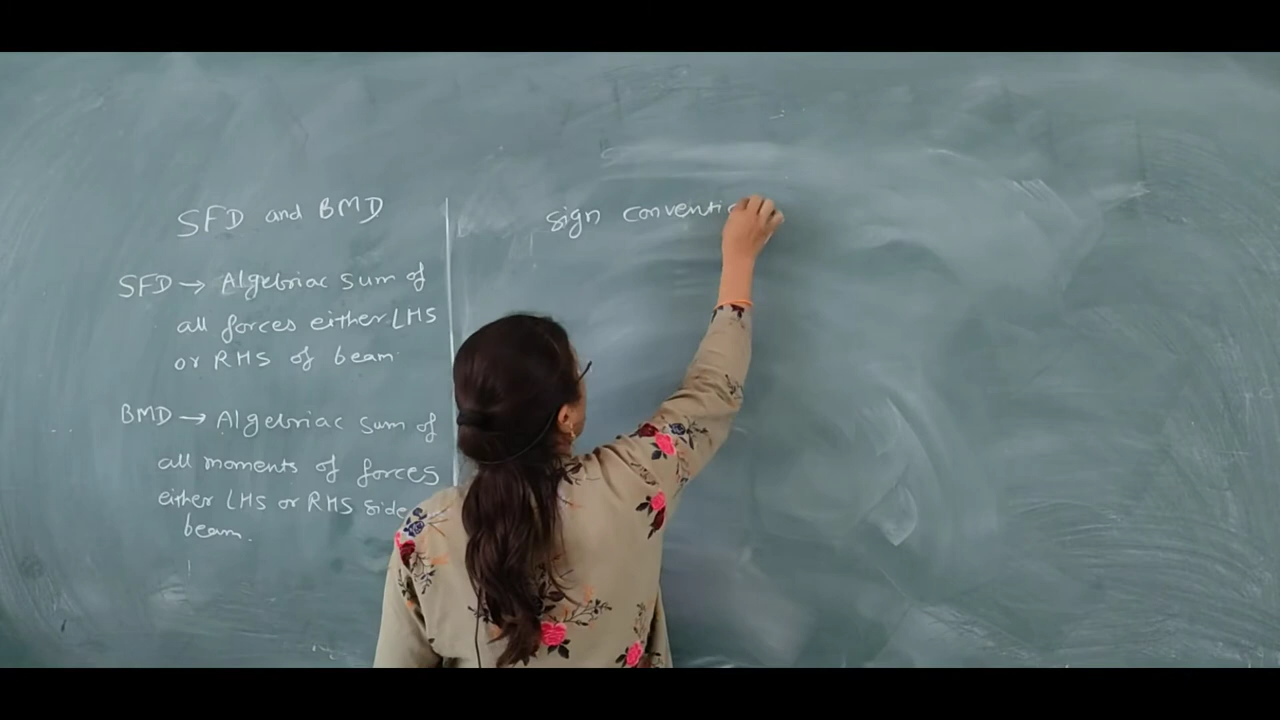 SFD and BMD
SFD → Algebriac sum of
all forces either LHS
or RHS of beam.
BMD → Algebriac sum of
all moments of forces
either LHS or RHS side
beam.
sign conventio